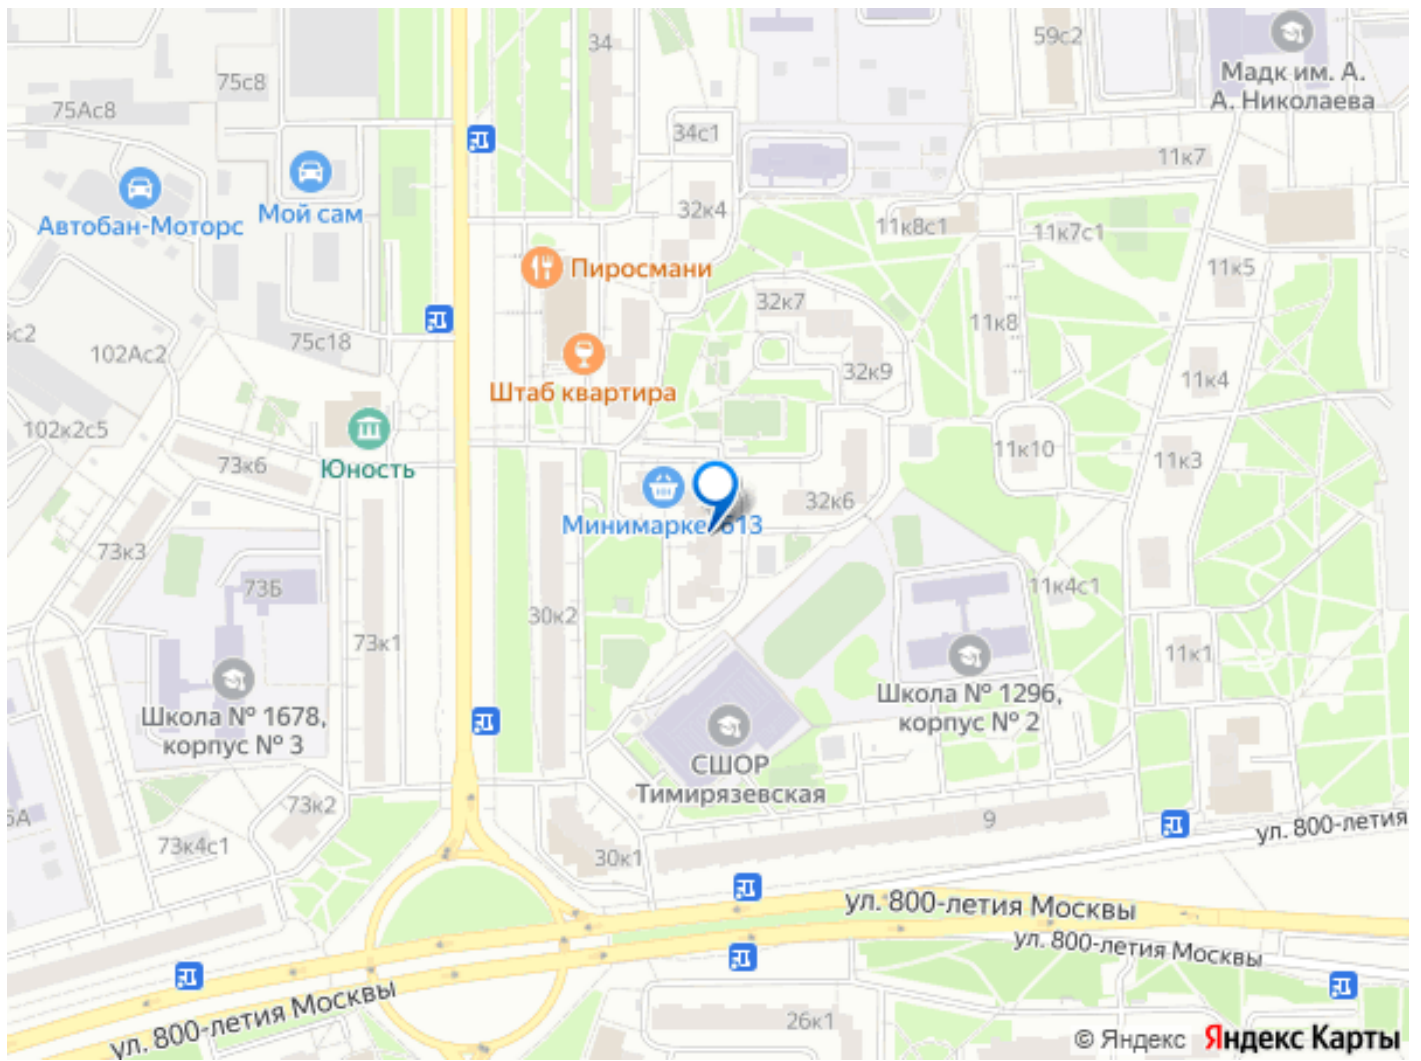 34
59с2
Мадк им. А.
А. Николаева
75с8
75Ас8
34с1
11к7
Мой сам
Автобан-Моторс
32к4
11к8с1
11к7с1
Пиросмани
11к5
32к7
11к8
с2
102Ас2
75с18
32к9
11к4
Штаб квартира
102к2с5
73к6
Юность
11к10
11к3
32к6
Минимаркет 613
73к3
73Б
30к2
11к4с1
73к1
11к1
Школа № 1678,
корпус № 3
Школа № 1296,
корпус № 2
СШОР
Тимирязевская
73к2
А
9
ул. 800-летия
73к4с1
30к1
ул. 800-летия Москвы
ул. 800-летия Москвы
ул. 800-летия Москвы
26к1
© Яндекс Яндекс Карты